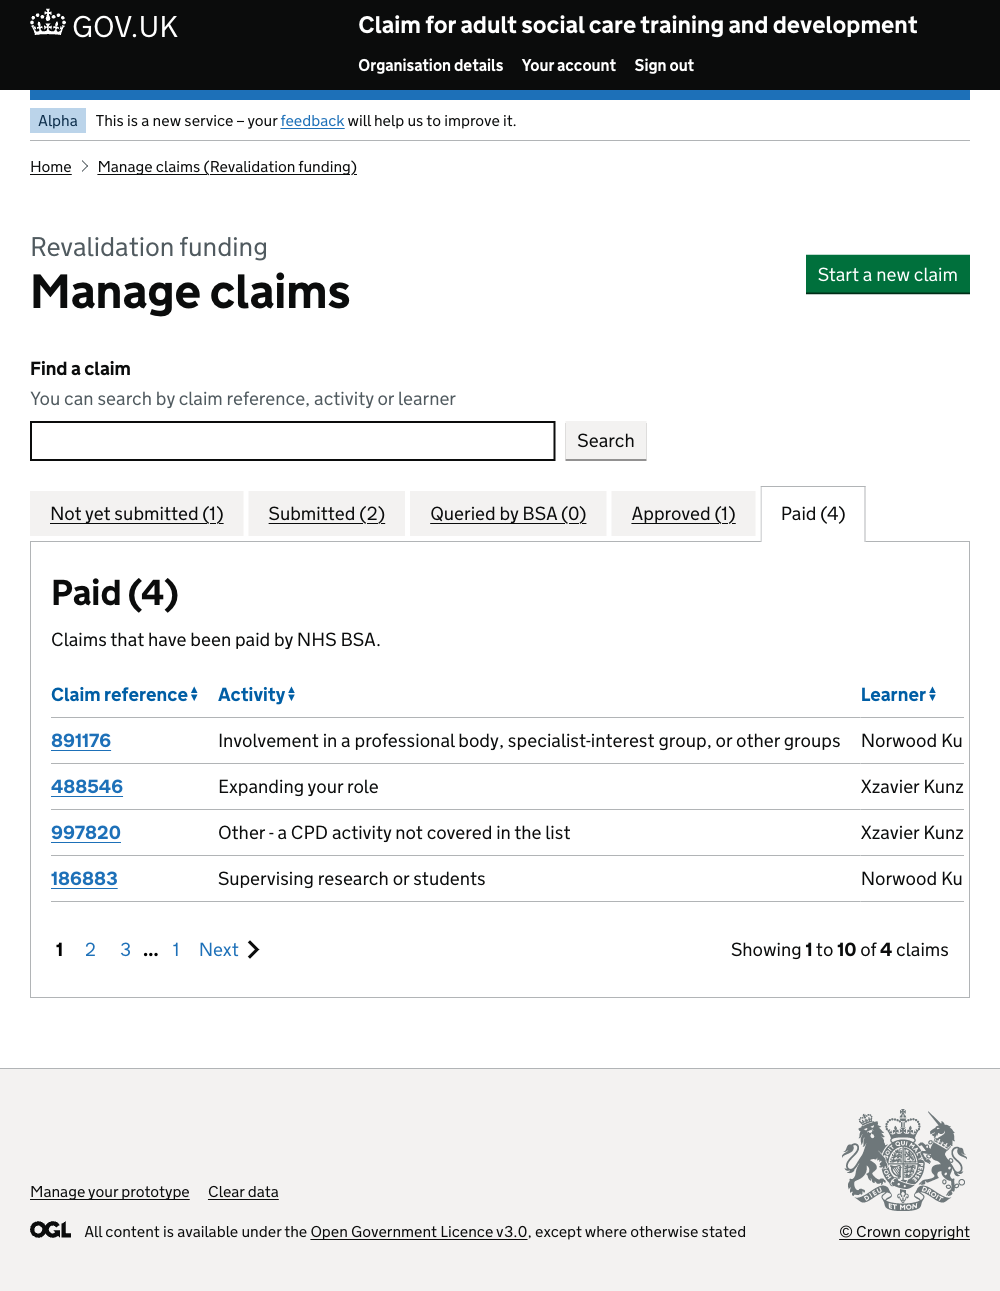 GOV.UK
Claim for adult social care training and development
Organisation details Your account Sign out
Alpha This is a new service – your feedback will help us to improve it.
Home Manage claims (Revalidation funding)
Revalidation funding
Manage claims
Start a new claim
Find a claim
You can search by claim reference, activity or learner
Search
Not yet submitted (1) Submitted (2) Queried by BSA (0) Approved (1) Paid (4)
Paid (4)
Claims that have been paid by NHS BSA.
Claim reference Activity Learner
891176 Involvement in a professional body, specialist-interest group, or other groups Norwood Ku
488546 Expanding your role Xzavier Kunz
997820 Other - a CPD activity not covered in the list Xzavier Kunz
186883 Supervising research or students Norwood Ku
1 2 3 ... 1 Next Showing 1 to 10 of 4 claims
Manage your prototype Clear data
OGL All content is available under the Open Government Licence v3.0, except where otherwise stated
© Crown copyright